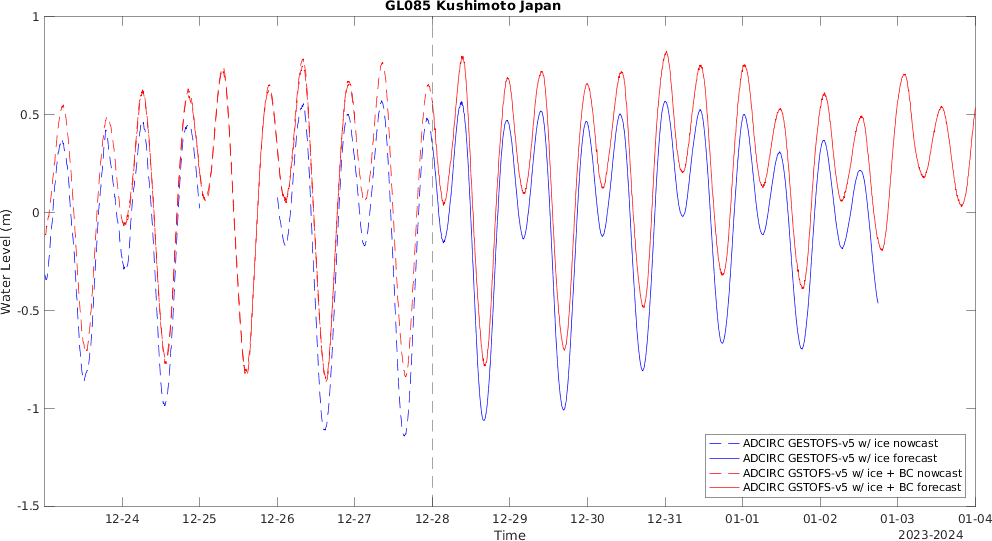 GL085 Kushimoto Japan
Water Level (m)
1
0.5
0
-0.5
-1
-1.5
12-24 12-25 12-26 12-27 12-28 12-29 12-30 12-31 01-01 01-02 01-03 01-04
Time
2023-2024
ADCIRC GESTOFS-v5 w/ ice nowcast
ADCIRC GESTOFS-v5 w/ ice forecast
ADCIRC GSTOFS-v5 w/ ice + BC nowcast
ADCIRC GSTOFS-v5 w/ ice + BC forecast